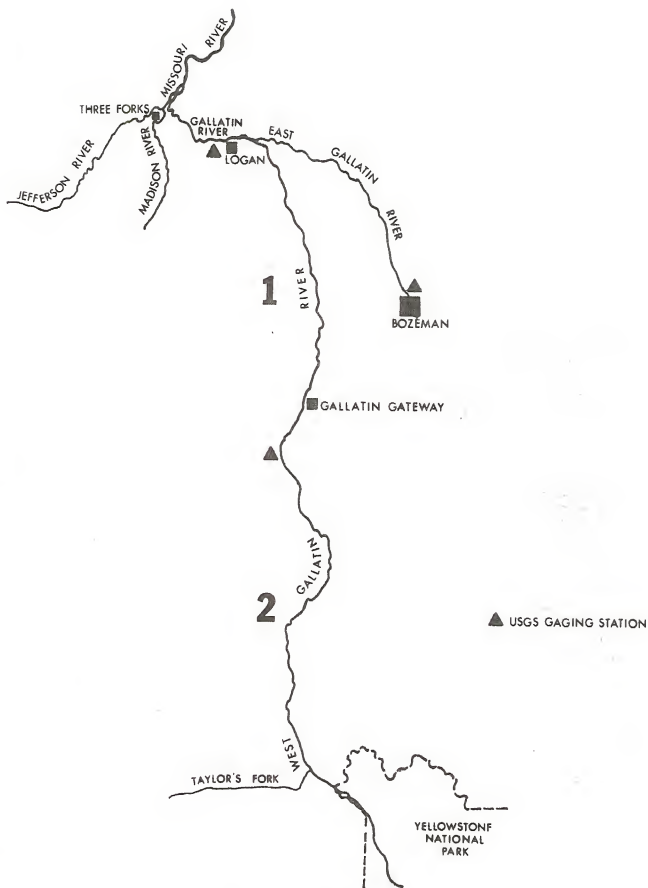 MISSOURI RIVER
THREE FORKS
GALLATIN
RIVER
EAST GALLATIN RIVER
LOGAN
JEFFERSON RIVER
MADISON RIVER
1
RIVER
BOZEMAN
GALLATIN GATEWAY
GALLATIN
2
USGS GAGING STATION
WEST
TAYLOR'S FORK
YELLOWSTONF
NATIONAL
PARK